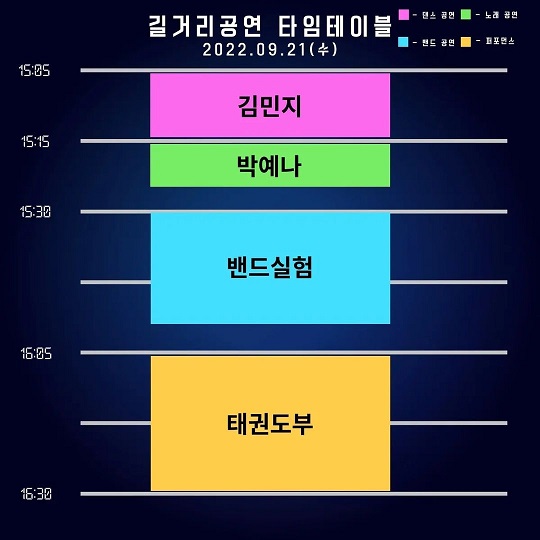 길거리공연 타임테이블
2022.09.21(수)
- 댄스 공연
- 노래 공연
- 밴드 공연
- 퍼포먼스
15:05
김민지
15:15
박예나
15:30
밴드실험
16:05
태권도부
16:30